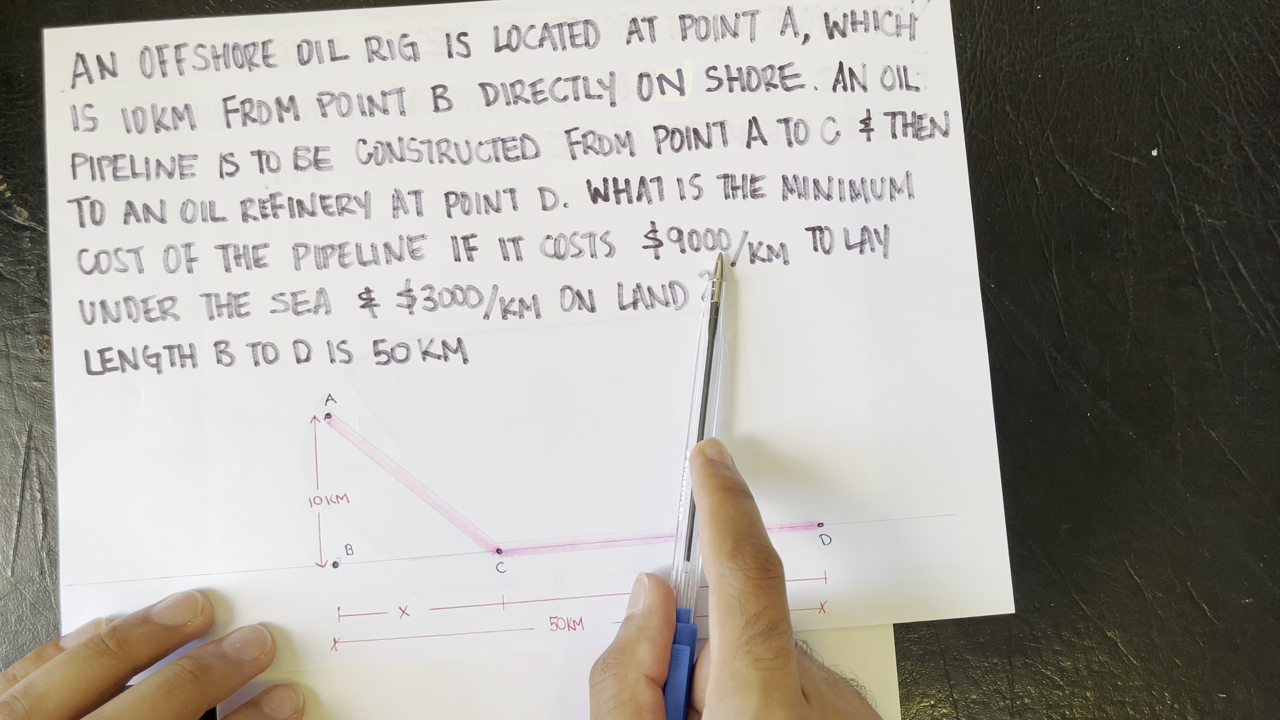 AN OFFSHORE OIL RIG IS LOCATED AT POINT A, WHICH
IS 10KM FROM POINT B DIRECTLY ON SHORE. AN OIL
PIPELINE IS TO BE CONSTRUCTED FROM POINT A TO C & THEN
TO AN OIL REFINERY AT POINT D. WHAT IS THE MINIMUM
COST OF THE PIPELINE IF IT COSTS $9000/KM TO LAY
UNDER THE SEA & $3000/KM ON LAND
LENGTH B TO D IS 50KM
A
10KM
B
C
D
X
50KM